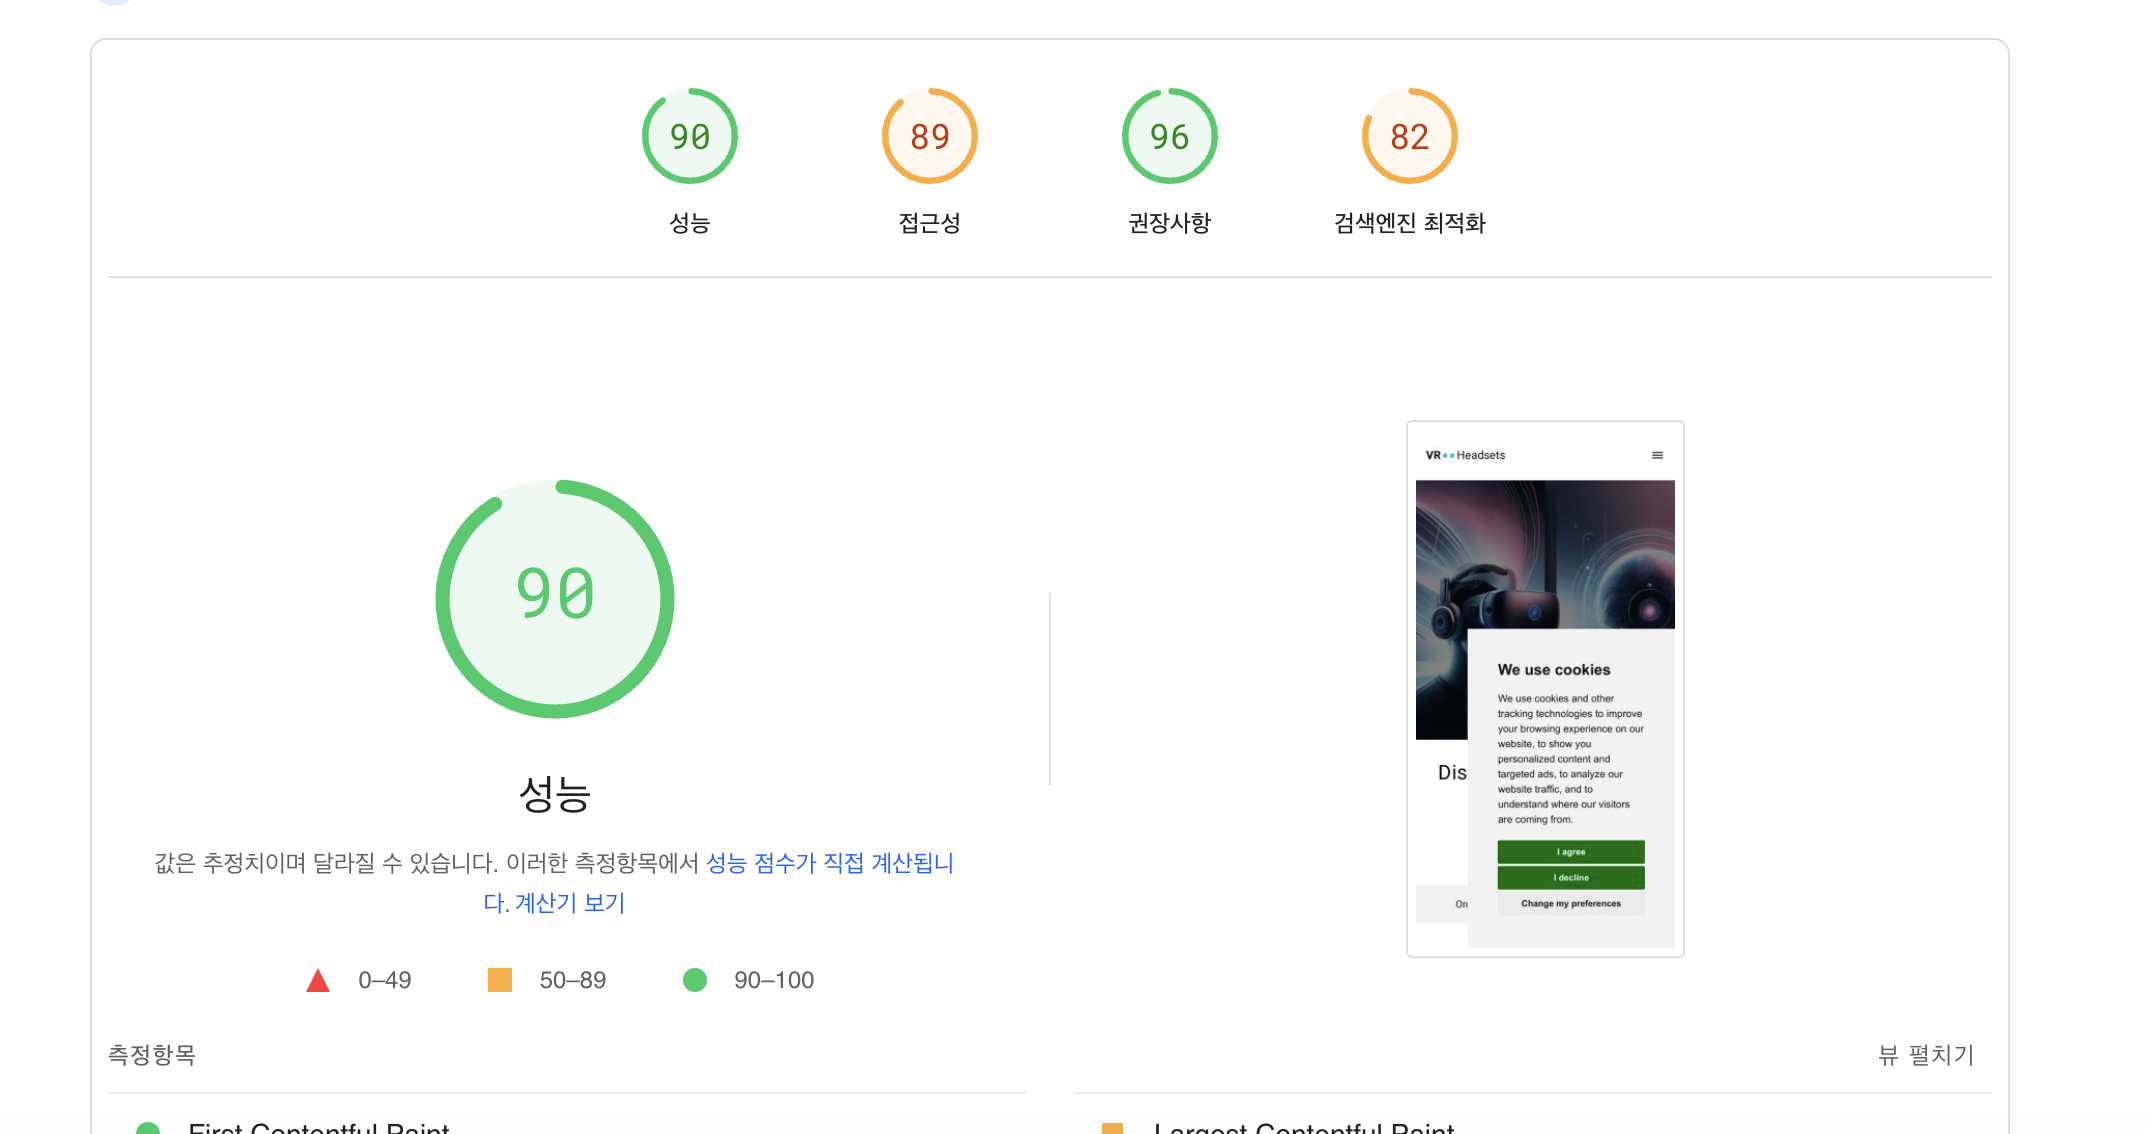 90
89
96
82
성능
접근성
권장사항
검색엔진 최적화
90
성능
값은 추정치이며 달라질 수 있습니다. 이러한 측정항목에서 성능 점수가 직접 계산됩니
다. 계산기 보기
0–49
50–89
90–100
VR Headsets
We use cookies
We use cookies and other
tracking technologies to improve
your browsing experience on our
website, to show you
personalized content and
targeted ads, to analyze our
website traffic, and to
understand where our visitors
are coming from.
Dis
I agree
I decline
Change my preferences
측정항목
뷰 펼치기
First Contentful Paint
Largest Contentful Paint